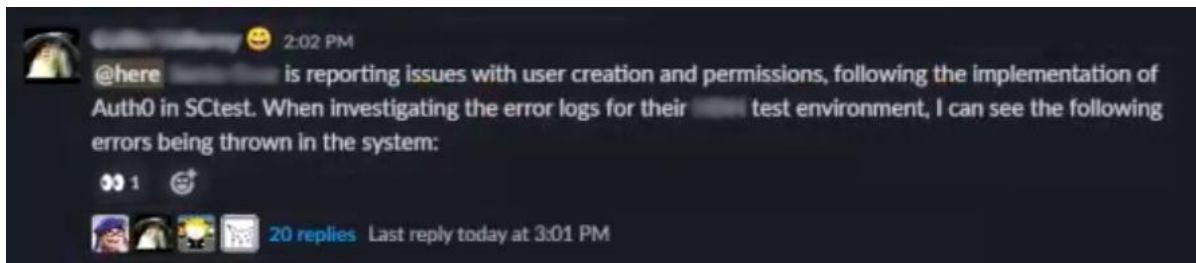 2:02 PM
@here is reporting issues with user creation and permissions, following the implementation of
Auth0 in SCtest. When investigating the error logs for their test environment, I can see the following
errors being thrown in the system:
1
20 replies Last reply today at 3:01 PM